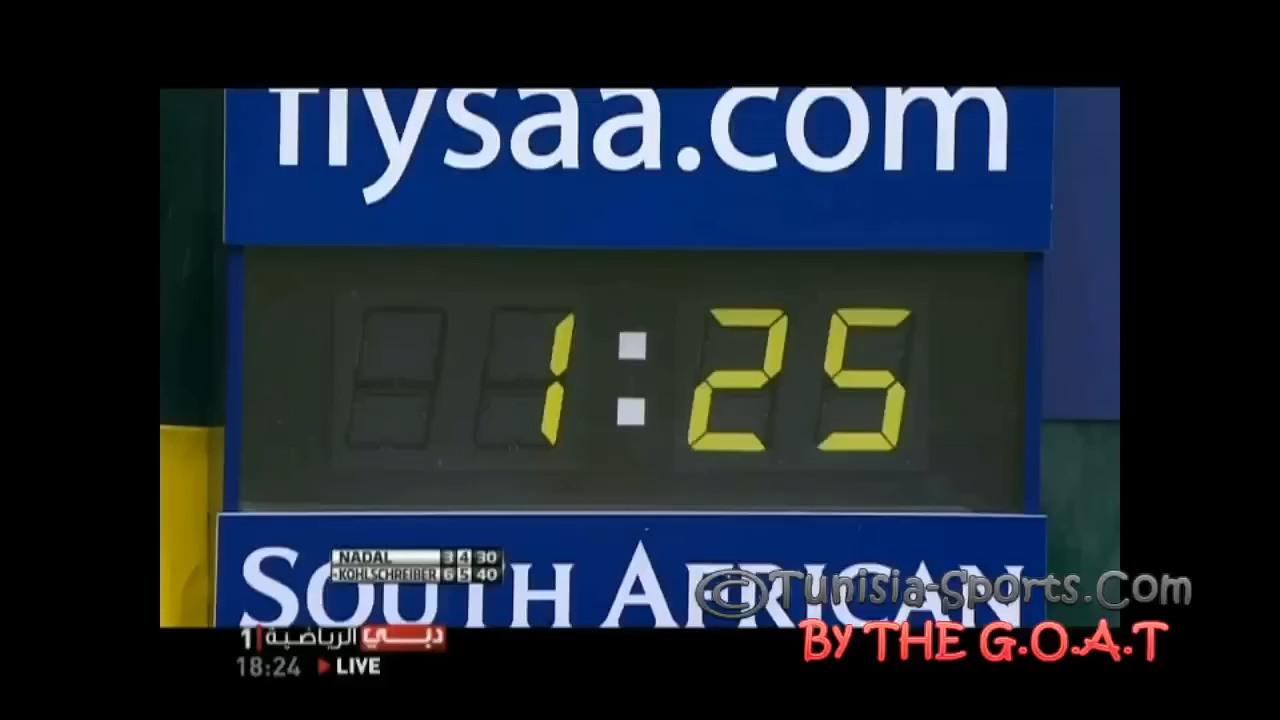 flysaa.com
1:25
SOUTH AFRICAN
NADAL 3 4 30
•KOHLSCHREIBER 6 5 40
©Tunisia-Sports.Com
BY THE G.O.A.T
دبي الرياضية 1
18:24 ▶ LIVE